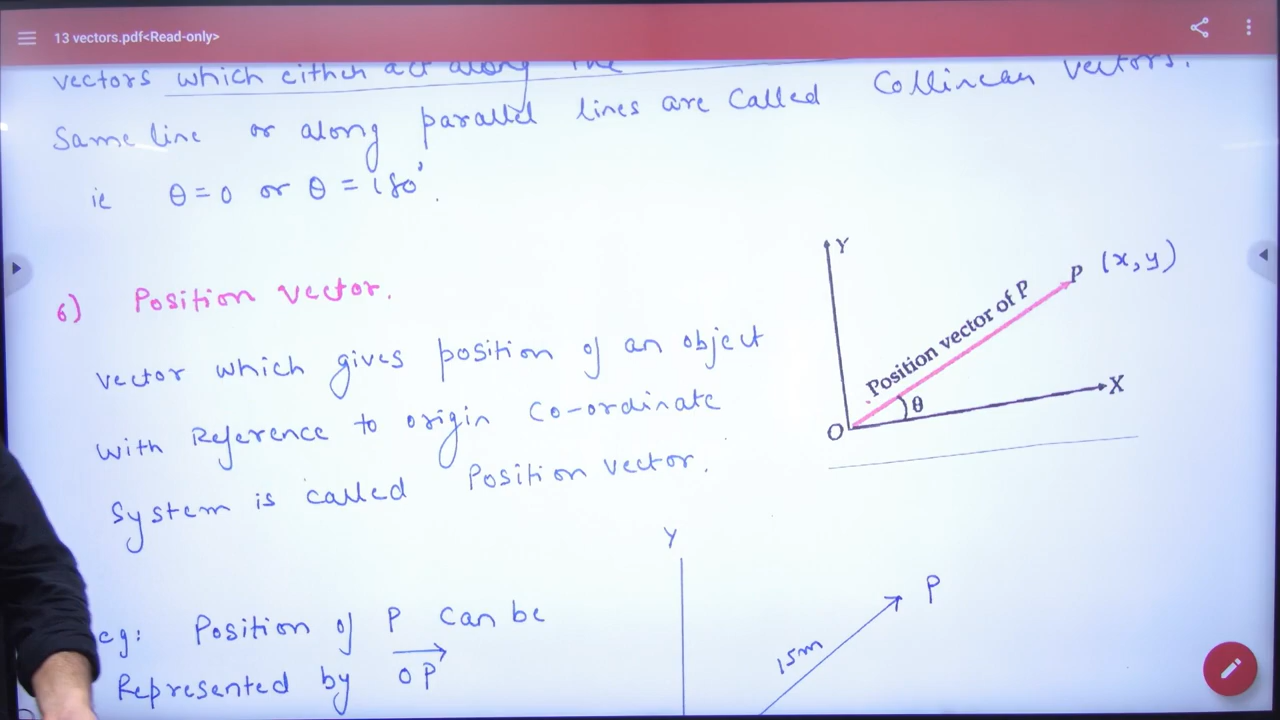 13 vectors.pdf<Read-only>
vectors which either act along the
Same line or along parallel lines are called Collinear vectors.
ie θ = 0 or θ = 180°.
6) Position vector.
vector which gives position of an object
with Reference to origin Co-ordinate
System is called Position vector.
Y
P (x,y)
Position vector of P
θ
X
O
eg: Position of P can be
Represented by OP
Y
P
15m